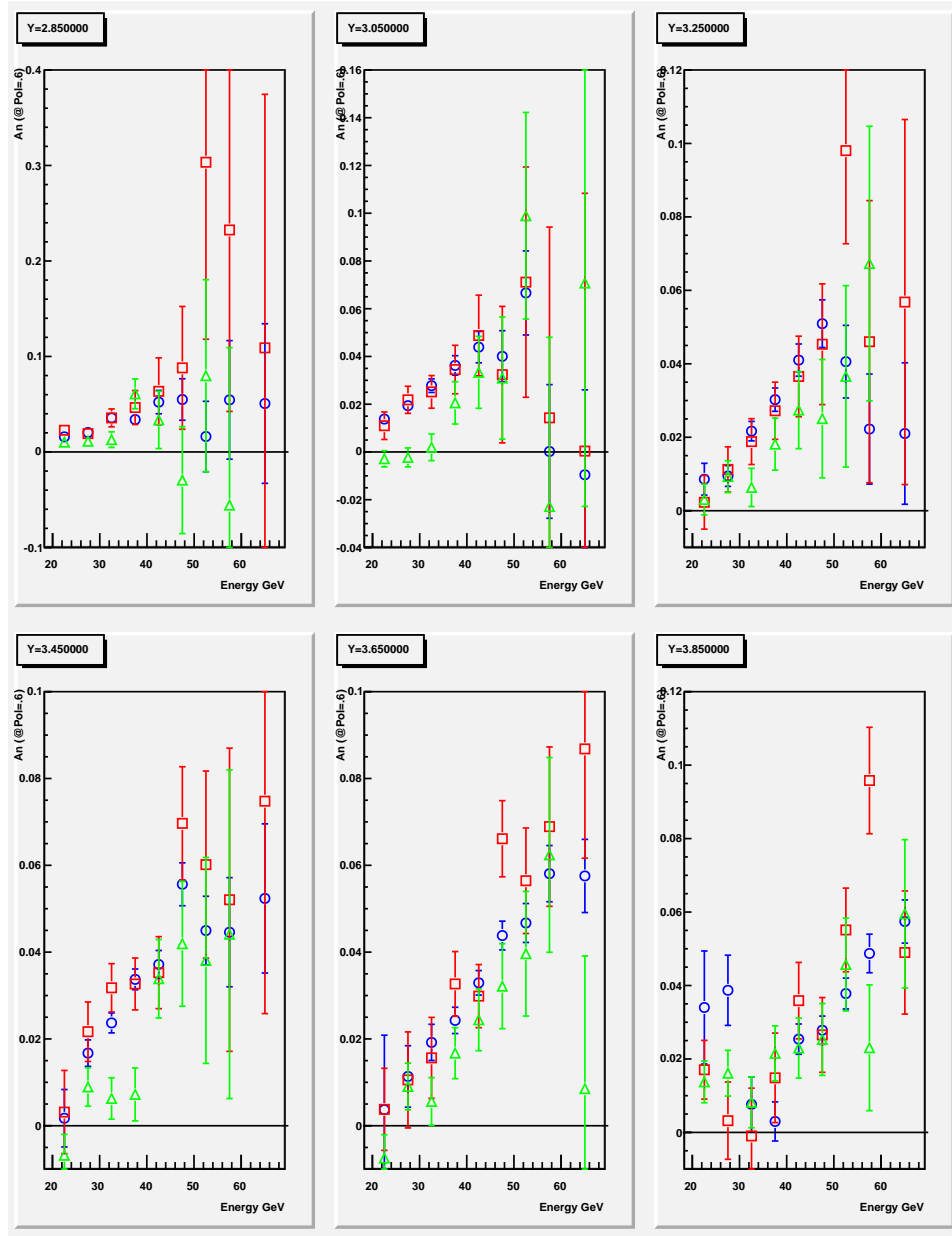 Y=2.850000
An (@Pol=.6)
0.4
0.3
0.2
0.1
0
-0.1
20 30 40 50 60
Energy GeV
Y=3.050000
An (@Pol=.6)
0.16
0.14
0.12
0.1
0.08
0.06
0.04
0.02
0
-0.02
-0.04
20 30 40 50 60
Energy GeV
Y=3.250000
An (@Pol=.6)
0.12
0.1
0.08
0.06
0.04
0.02
0
20 30 40 50 60
Energy GeV
Y=3.450000
An (@Pol=.6)
0.1
0.08
0.06
0.04
0.02
0
20 30 40 50 60
Energy GeV
Y=3.650000
An (@Pol=.6)
0.1
0.08
0.06
0.04
0.02
0
20 30 40 50 60
Energy GeV
Y=3.850000
An (@Pol=.6)
0.12
0.1
0.08
0.06
0.04
0.02
0
20 30 40 50 60
Energy GeV